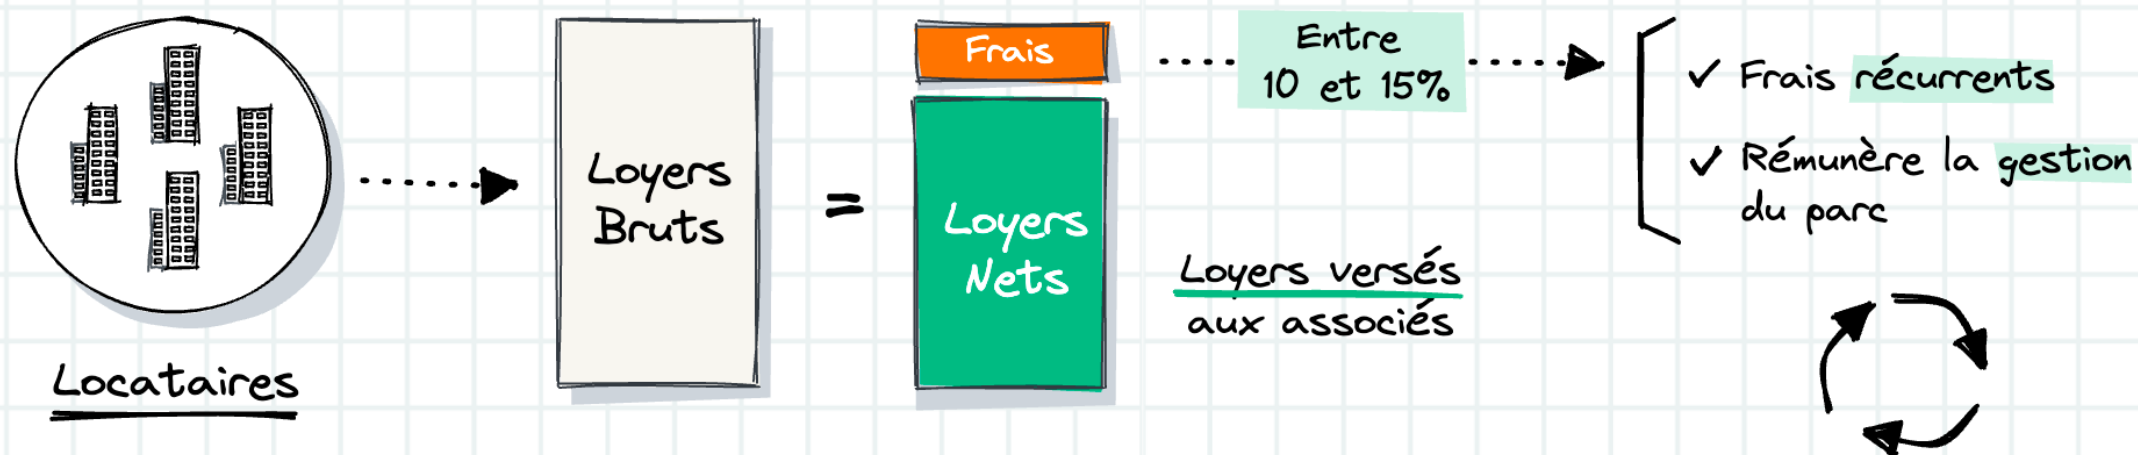 Locataires
Loyers
Bruts
=
Frais
Loyers
Nets
Entre
10 et 15%
Loyers versés
aux associés
✓ Frais récurrents
✓ Rémunère la gestion
du parc